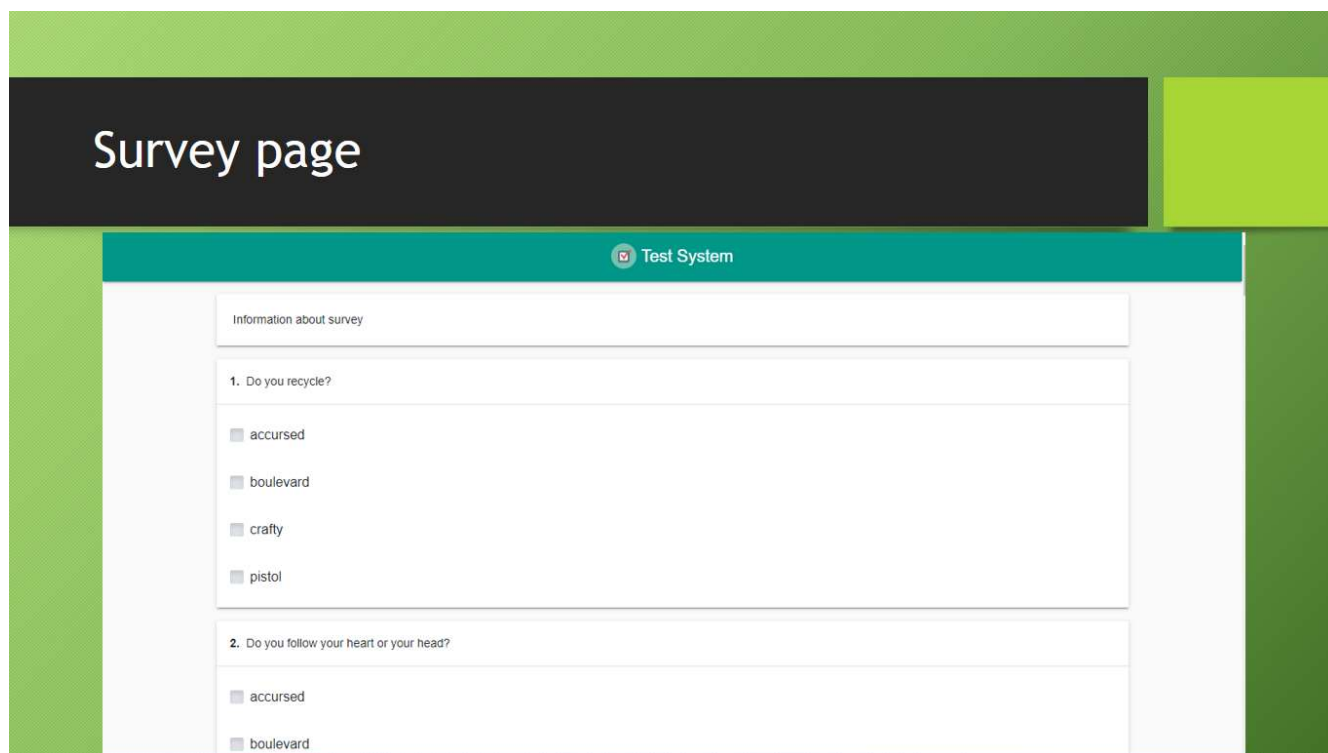 Survey page
Test System
Information about survey
1. Do you recycle?
accursed
boulevard
crafty
pistol
2. Do you follow your heart or your head?
accursed
boulevard